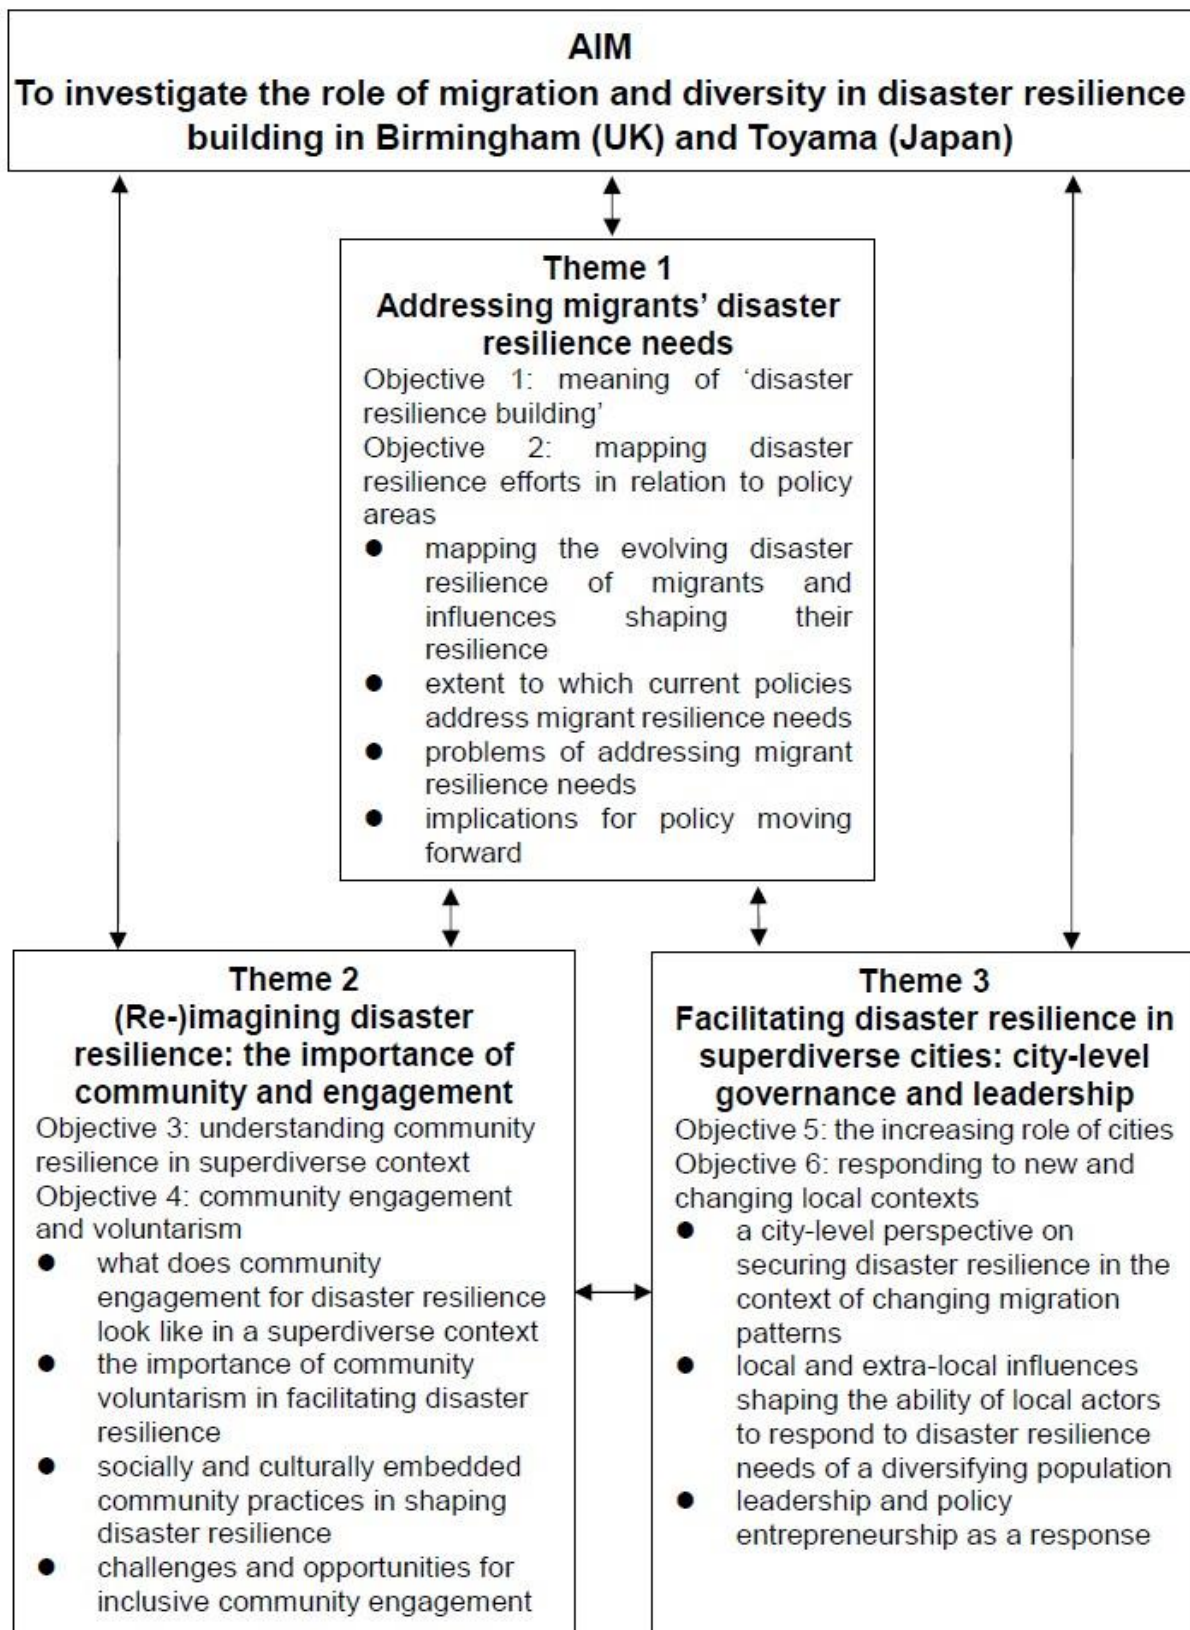 AIM
To investigate the role of migration and diversity in disaster resilience
building in Birmingham (UK) and Toyama (Japan)
Theme 1
Addressing migrants’ disaster
resilience needs
Objective 1: meaning of ‘disaster
resilience building’
Objective 2: mapping disaster
resilience efforts in relation to policy
areas
● mapping the evolving disaster
resilience of migrants and
influences shaping their
resilience
● extent to which current policies
address migrant resilience needs
● problems of addressing migrant
resilience needs
● implications for policy moving
forward
Theme 2
(Re-)imagining disaster
resilience: the importance of
community and engagement
Objective 3: understanding community
resilience in superdiverse context
Objective 4: community engagement
and voluntarism
● what does community
engagement for disaster resilience
look like in a superdiverse context
● the importance of community
voluntarism in facilitating disaster
resilience
● socially and culturally embedded
community practices in shaping
disaster resilience
● challenges and opportunities for
inclusive community engagement
Theme 3
Facilitating disaster resilience in
superdiverse cities: city-level
governance and leadership
Objective 5: the increasing role of cities
Objective 6: responding to new and
changing local contexts
● a city-level perspective on
securing disaster resilience in the
context of changing migration
patterns
● local and extra-local influences
shaping the ability of local actors
to respond to disaster resilience
needs of a diversifying population
● leadership and policy
entrepreneurship as a response